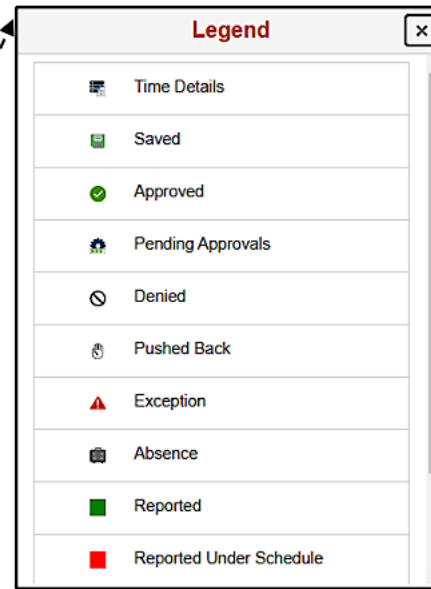 Legend
Time Details
Saved
Approved
Pending Approvals
Denied
Pushed Back
Exception
Absence
Reported
Reported Under Schedule